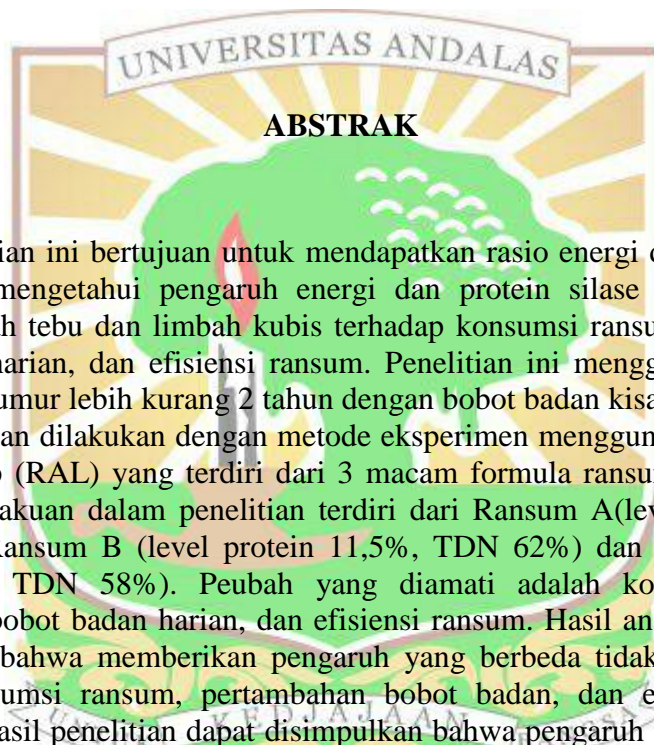 UNIVERSITAS ANDALAS
ABSTRAK
ian ini bertujuan untuk mendapatkan rasio energi d
mengetahui pengaruh energi dan protein silase
h tebu dan limbah kubis terhadap konsumsi ransu
harian, dan efisiensi ransum. Penelitian ini mengg
umur lebih kurang 2 tahun dengan bobot badan kisa
an dilakukan dengan metode eksperimen menggun
(RAL) yang terdiri dari 3 macam formula ransu
akuan dalam penelitian terdiri dari Ransum A(lev
Ransum B (level protein 11,5%, TDN 62%) dan
TDN 58%). Peubah yang diamati adalah ko
bobot badan harian, dan efisiensi ransum. Hasil an
bahwa memberikan pengaruh yang berbeda tidak
umsi ransum, pertambahan bobot badan, dan e
KEDJAJAAN
asil penelitian dapat disimpulkan bahwa pengaruh